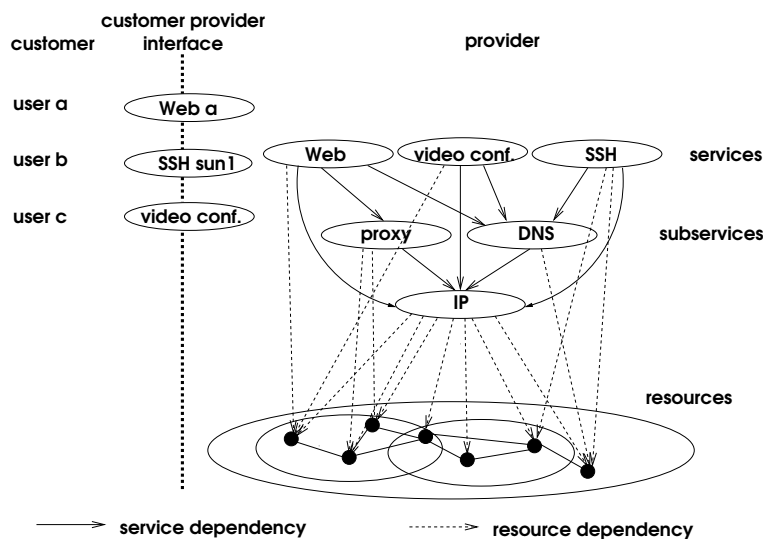 customer provider
customer interface provider
user a Web a
user b SSH sun1 Web video conf. SSH services
user c video conf. proxy DNS subservices
IP
resources
service dependency resource dependency